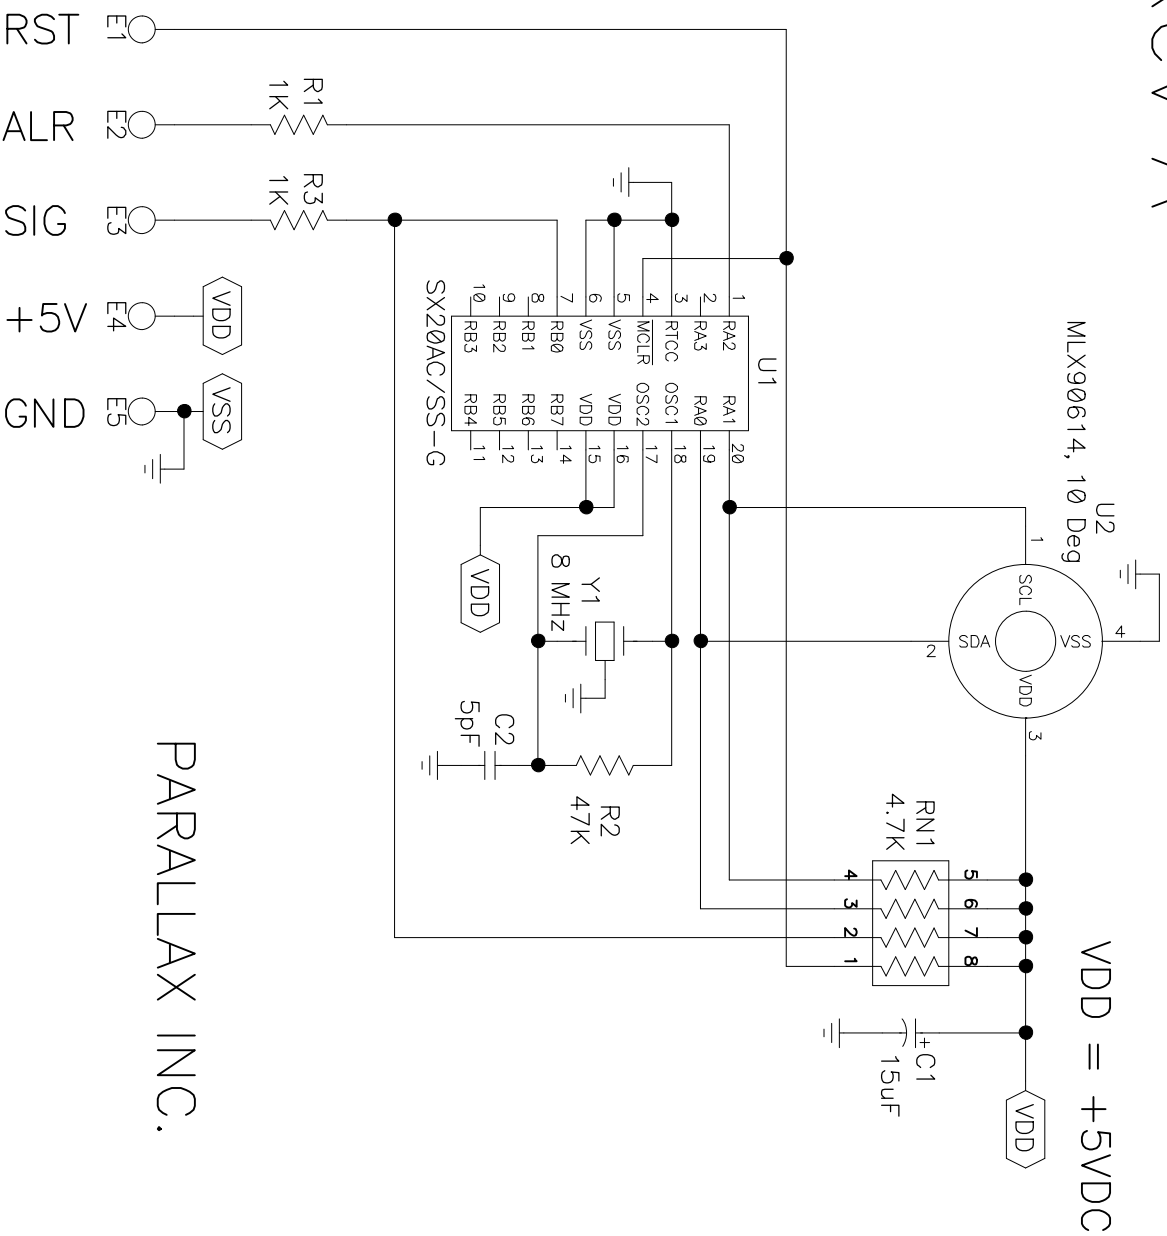 RST E1
ALR E2
SIG E3
+5V E4
GND E5
R1
1K
R3
1K
VDD
VSS
U1
SX20AC/SS-G
1 RA2
2 RA3
3 RTCC
4 MCLR
5 VSS
6 VSS
7 RB0
8 RB1
9 RB2
10 RB3
RA1 20
RA0 19
OSC1 18
OSC2 17
VDD 16
VDD 15
RB7 14
RB6 13
RB5 12
RB4 11
VDD
Y1
8 MHz
C2
5pF
R2
47K
U2
MLX90614, 10 Deg
1 SCL
2 SDA
VSS 4
VDD 3
RN1
4.7K
4 5
3 6
2 7
1 8
+C1
15uF
VDD
VDD = +5VDC
PARALLAX INC.